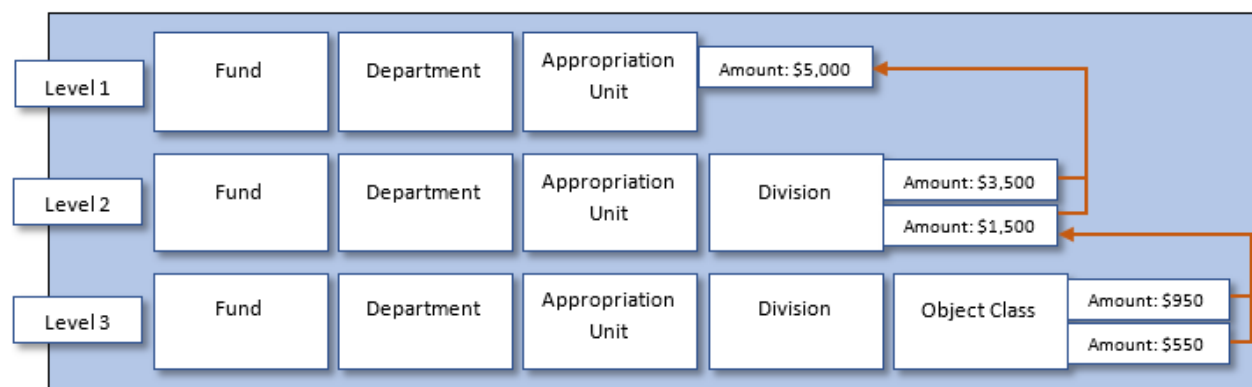 Level 1
Fund
Department
Appropriation
Unit
Amount: $5,000
Level 2
Fund
Department
Appropriation
Unit
Division
Amount: $3,500
Amount: $1,500
Level 3
Fund
Department
Appropriation
Unit
Division
Object Class
Amount: $950
Amount: $550